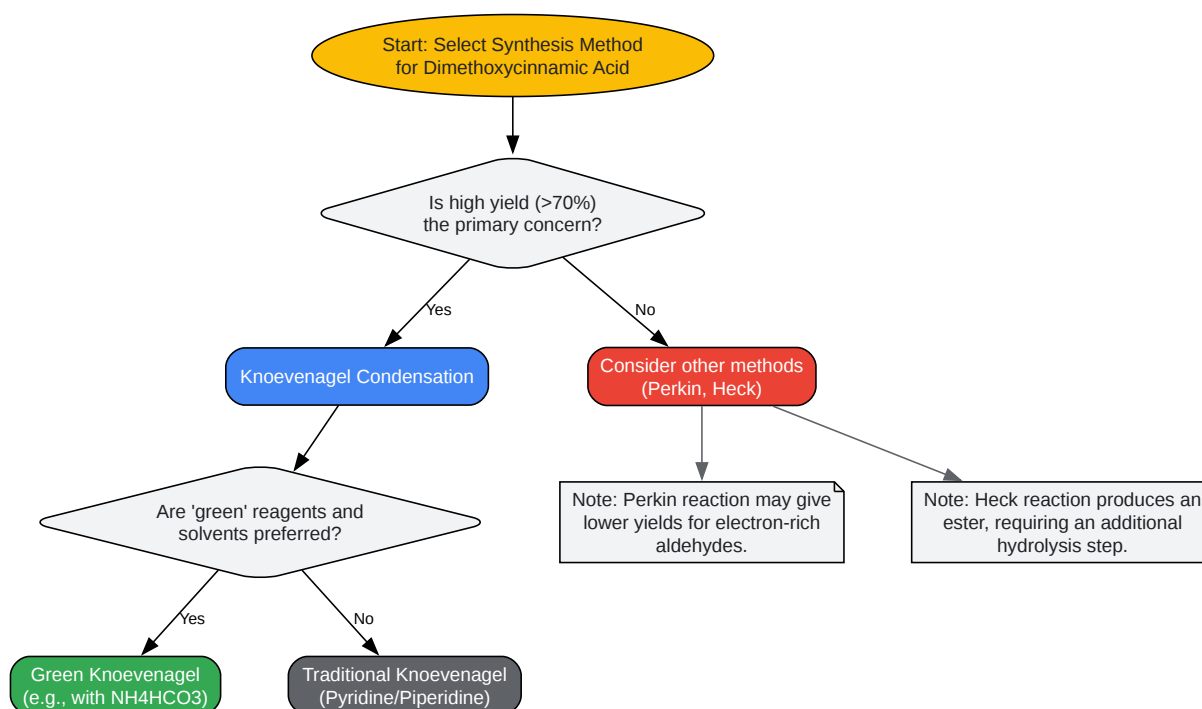 Start: Select Synthesis Method
for Dimethoxycinnamic Acid
Is high yield (>70%)
the primary concern?
Yes
No
Knoevenagel Condensation
Consider other methods
(Perkin, Heck)
Are 'green' reagents and
solvents preferred?
Note: Perkin reaction may give
lower yields for electron-rich
aldehydes.
Note: Heck reaction produces an
ester, requiring an additional
hydrolysis step.
Yes
No
Green Knoevenagel
(e.g., with NH4HCO3)
Traditional Knoevenagel
(Pyridine/Piperidine)